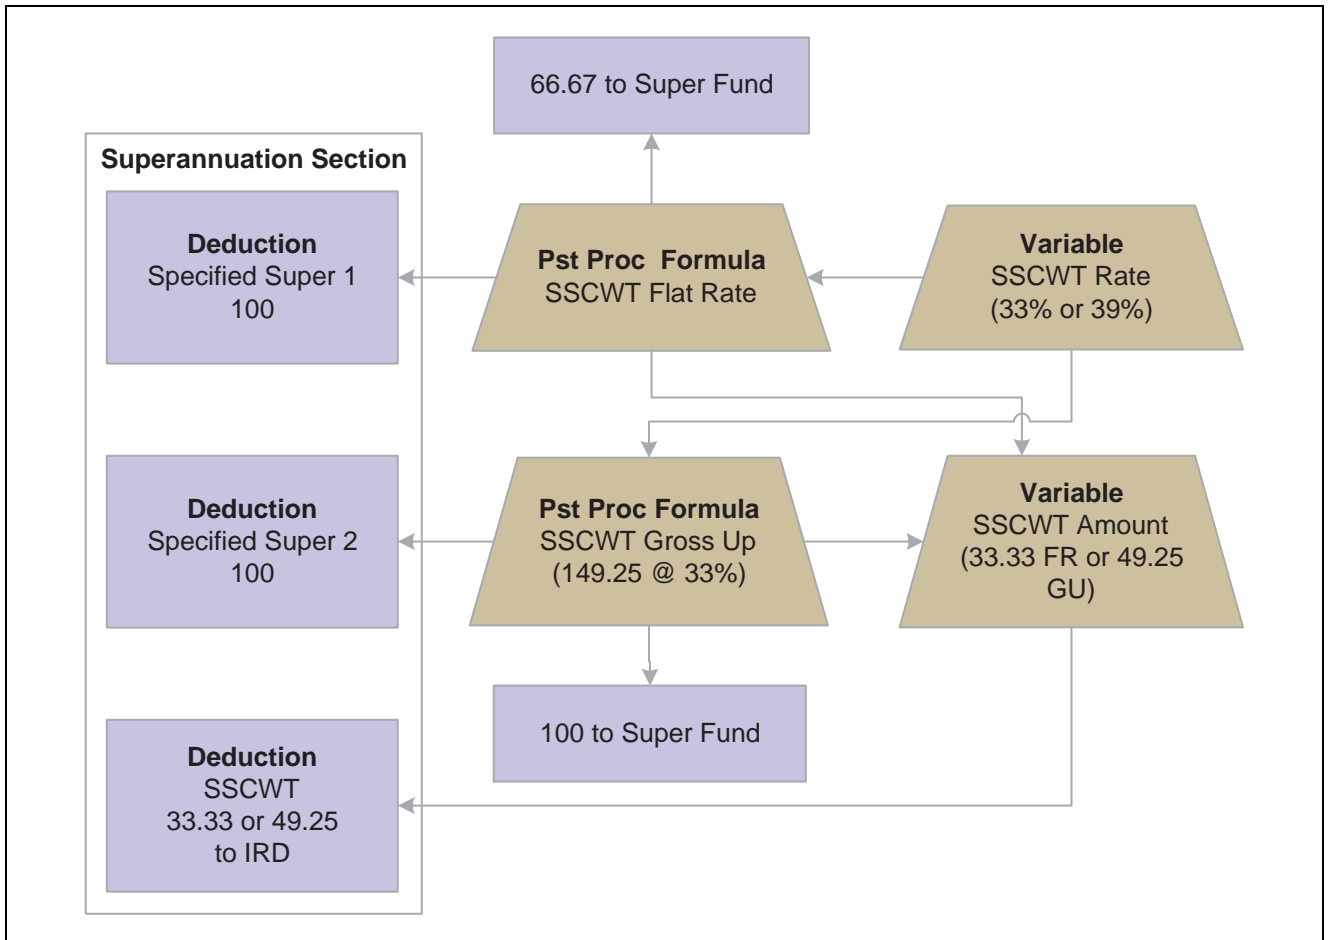 66.67 to Super Fund
Superannuation Section
Deduction
Specified Super 1
100
Pst Proc  Formula
SSCWT Flat Rate
Variable
SSCWT Rate
(33% or 39%)
Deduction
Specified Super 2
100
Pst Proc Formula
SSCWT Gross Up
(149.25 @ 33%)
Variable
SSCWT Amount
(33.33 FR or 49.25
GU)
100 to Super Fund
Deduction
SSCWT
33.33 or 49.25
to IRD